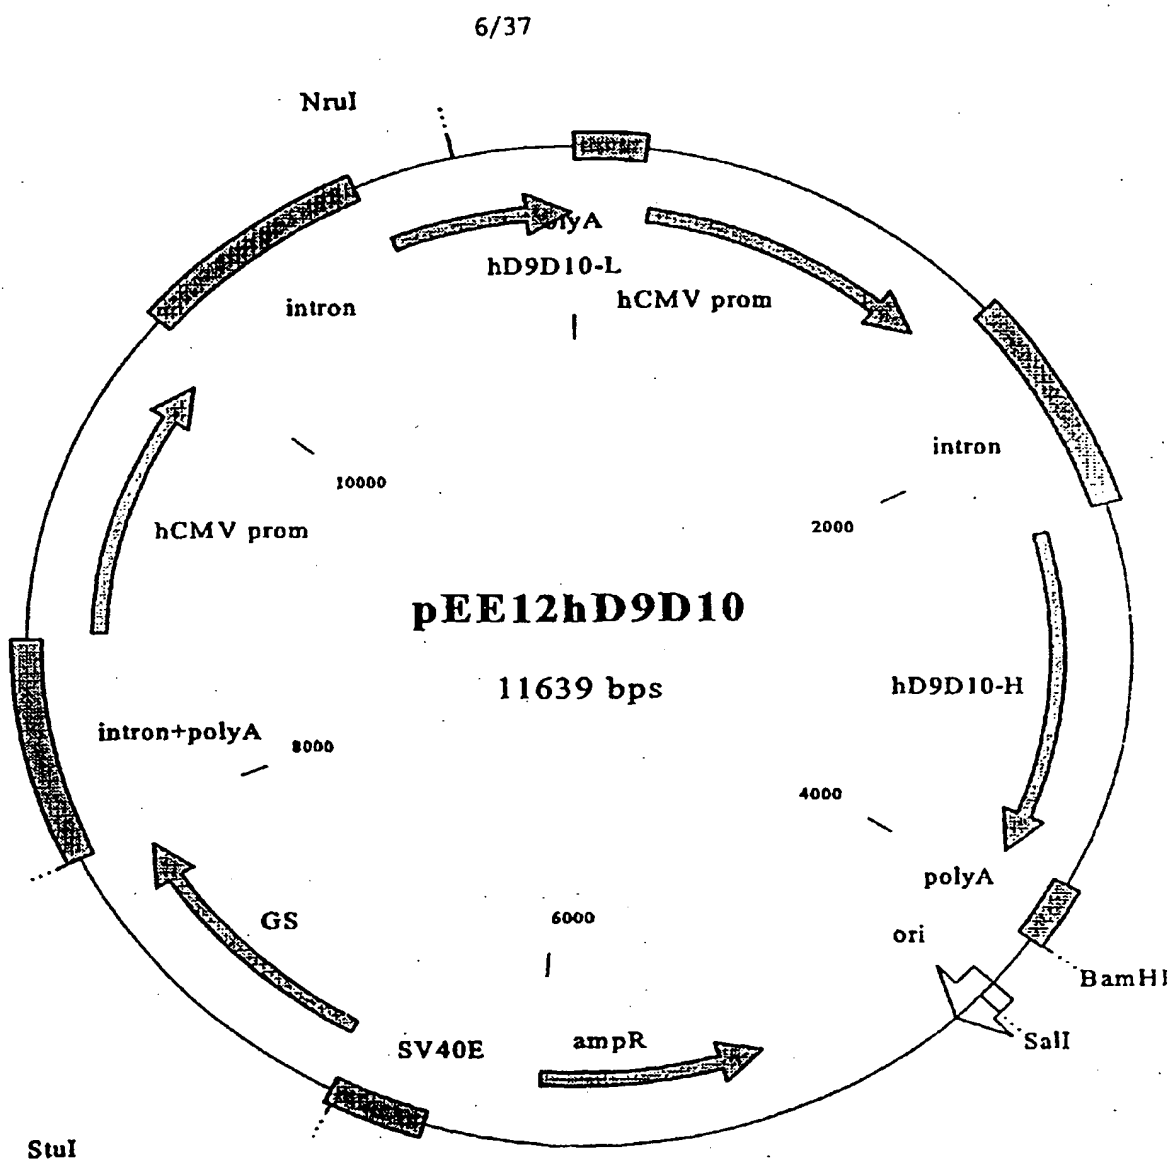 6/37
NruI
polyA
hD9D10-L
hCMV prom
intron
intron
10000
2000
hCMV prom
pEE12hD9D10
11639 bps
hD9D10-H
intron+polyA
8000
4000
polyA
GS
6000
ori
BamHI
SalI
SV40E
ampR
StuI